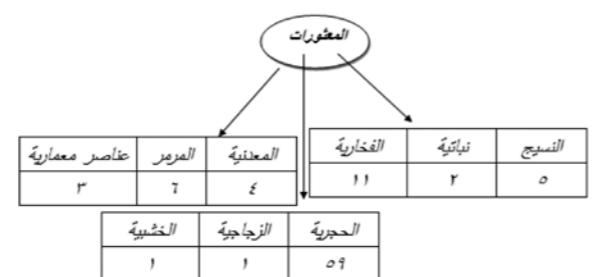 المعثورات
النسيج نباتية الفخارية
٥ ٢ ١١
المعدنية المرمر عناصر معمارية
٤ ٦ ٣
الحجرية الزجاجية الخشبية
٥٩ ١ ١